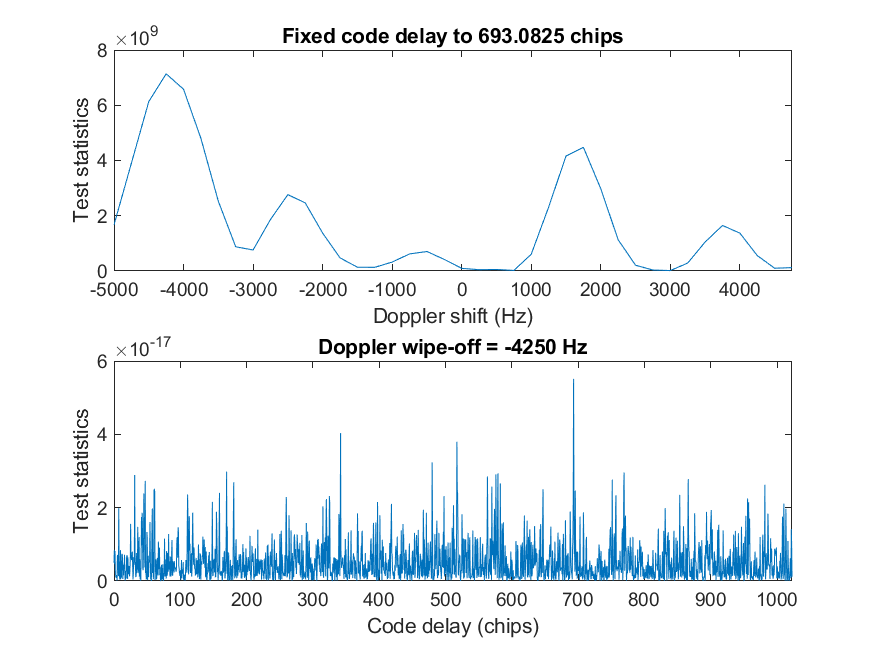 ×10^9
Fixed code delay to 693.0825 chips
8
6
4
2
0
Test statistics
-5000 -4000 -3000 -2000 -1000 0 1000 2000 3000 4000
Doppler shift (Hz)
×10^-17
Doppler wipe-off = -4250 Hz
6
4
2
0
Test statistics
0 100 200 300 400 500 600 700 800 900 1000
Code delay (chips)